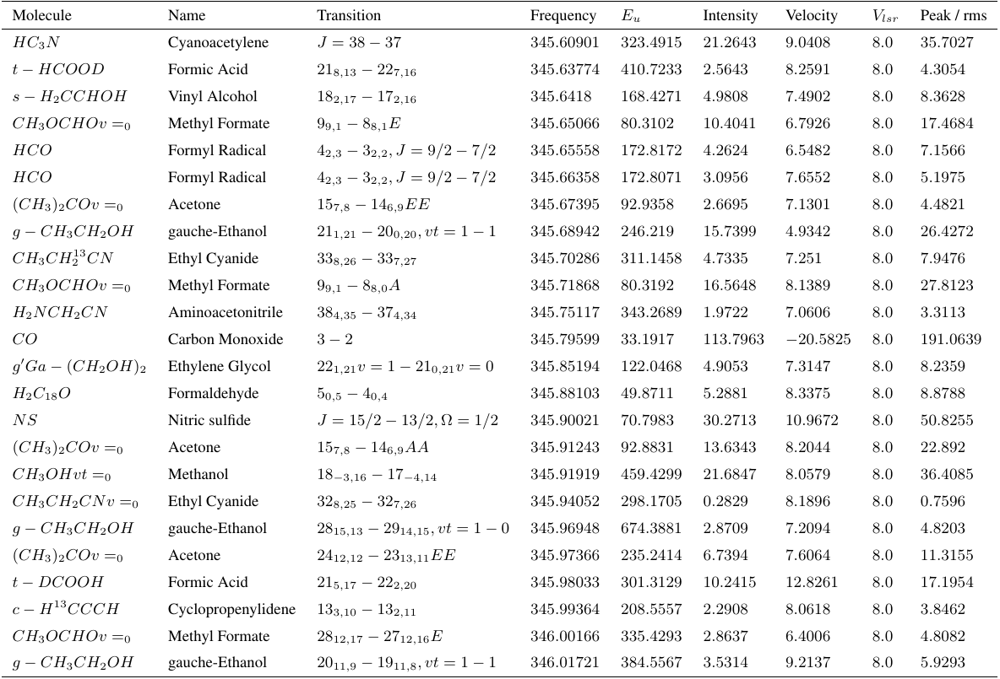 Molecule Name Transition Frequency E_u Intensity Velocity V_lsr Peak / rms
HC_3N Cyanoacetylene J = 38 − 37 345.60901 323.4915 21.2643 9.0408 8.0 35.7027
t − HCOOD Formic Acid 21_{8,13} − 22_{7,16} 345.63774 410.7233 2.5643 8.2591 8.0 4.3054
s − H_2CCHOH Vinyl Alcohol 18_{2,17} − 17_{2,16} 345.6418 168.4271 4.9808 7.4902 8.0 8.3628
CH_3OCHOv =_0 Methyl Formate 9_{9,1} − 8_{8,1}E 345.65066 80.3102 10.4041 6.7926 8.0 17.4684
HCO Formyl Radical 4_{2,3} − 3_{2,2}, J = 9/2 − 7/2 345.65558 172.8172 4.2624 6.5482 8.0 7.1566
HCO Formyl Radical 4_{2,3} − 3_{2,2}, J = 9/2 − 7/2 345.66358 172.8071 3.0956 7.6552 8.0 5.1975
(CH_3)_2COv =_0 Acetone 15_{7,8} − 14_{6,9}EE 345.67395 92.9358 2.6695 7.1301 8.0 4.4821
g − CH_3CH_2OH gauche-Ethanol 21_{1,21} − 20_{0,20}, vt = 1 − 1 345.68942 246.219 15.7399 4.9342 8.0 26.4272
CH_3CH_2^{13}CN Ethyl Cyanide 33_{8,26} − 33_{7,27} 345.70286 311.1458 4.7335 7.251 8.0 7.9476
CH_3OCHOv =_0 Methyl Formate 9_{9,1} − 8_{8,0}A 345.71868 80.3192 16.5648 8.1389 8.0 27.8123
H_2NCH_2CN Aminoacetonitrile 38_{4,35} − 37_{4,34} 345.75117 343.2689 1.9722 7.0606 8.0 3.3113
CO Carbon Monoxide 3 − 2 345.79599 33.1917 113.7963 −20.5825 8.0 191.0639
g′Ga − (CH_2OH)_2 Ethylene Glycol 22_{1,21}v = 1 − 21_{0,21}v = 0 345.85194 122.0468 4.9053 7.3147 8.0 8.2359
H_2C_{18}O Formaldehyde 5_{0,5} − 4_{0,4} 345.88103 49.8711 5.2881 8.3375 8.0 8.8788
NS Nitric sulfide J = 15/2 − 13/2, Ω = 1/2 345.90021 70.7983 30.2713 10.9672 8.0 50.8255
(CH_3)_2COv =_0 Acetone 15_{7,8} − 14_{6,9}AA 345.91243 92.8831 13.6343 8.2044 8.0 22.892
CH_3OHvt =_0 Methanol 18_{−3,16} − 17_{−4,14} 345.91919 459.4299 21.6847 8.0579 8.0 36.4085
CH_3CH_2CNv =_0 Ethyl Cyanide 32_{8,25} − 32_{7,26} 345.94052 298.1705 0.2829 8.1896 8.0 0.7596
g − CH_3CH_2OH gauche-Ethanol 28_{15,13} − 29_{14,15}, vt = 1 − 0 345.96948 674.3881 2.8709 7.2094 8.0 4.8203
(CH_3)_2COv =_0 Acetone 24_{12,12} − 23_{13,11}EE 345.97366 235.2414 6.7394 7.6064 8.0 11.3155
t − DCOOH Formic Acid 21_{5,17} − 22_{2,20} 345.98033 301.3129 10.2415 12.8261 8.0 17.1954
c − H^{13}CCCH Cyclopropenylidene 13_{3,10} − 13_{2,11} 345.99364 208.5557 2.2908 8.0618 8.0 3.8462
CH_3OCHOv =_0 Methyl Formate 28_{12,17} − 27_{12,16}E 346.00166 335.4293 2.8637 6.4006 8.0 4.8082
g − CH_3CH_2OH gauche-Ethanol 20_{11,9} − 19_{11,8}, vt = 1 − 1 346.01721 384.5567 3.5314 9.2137 8.0 5.9293